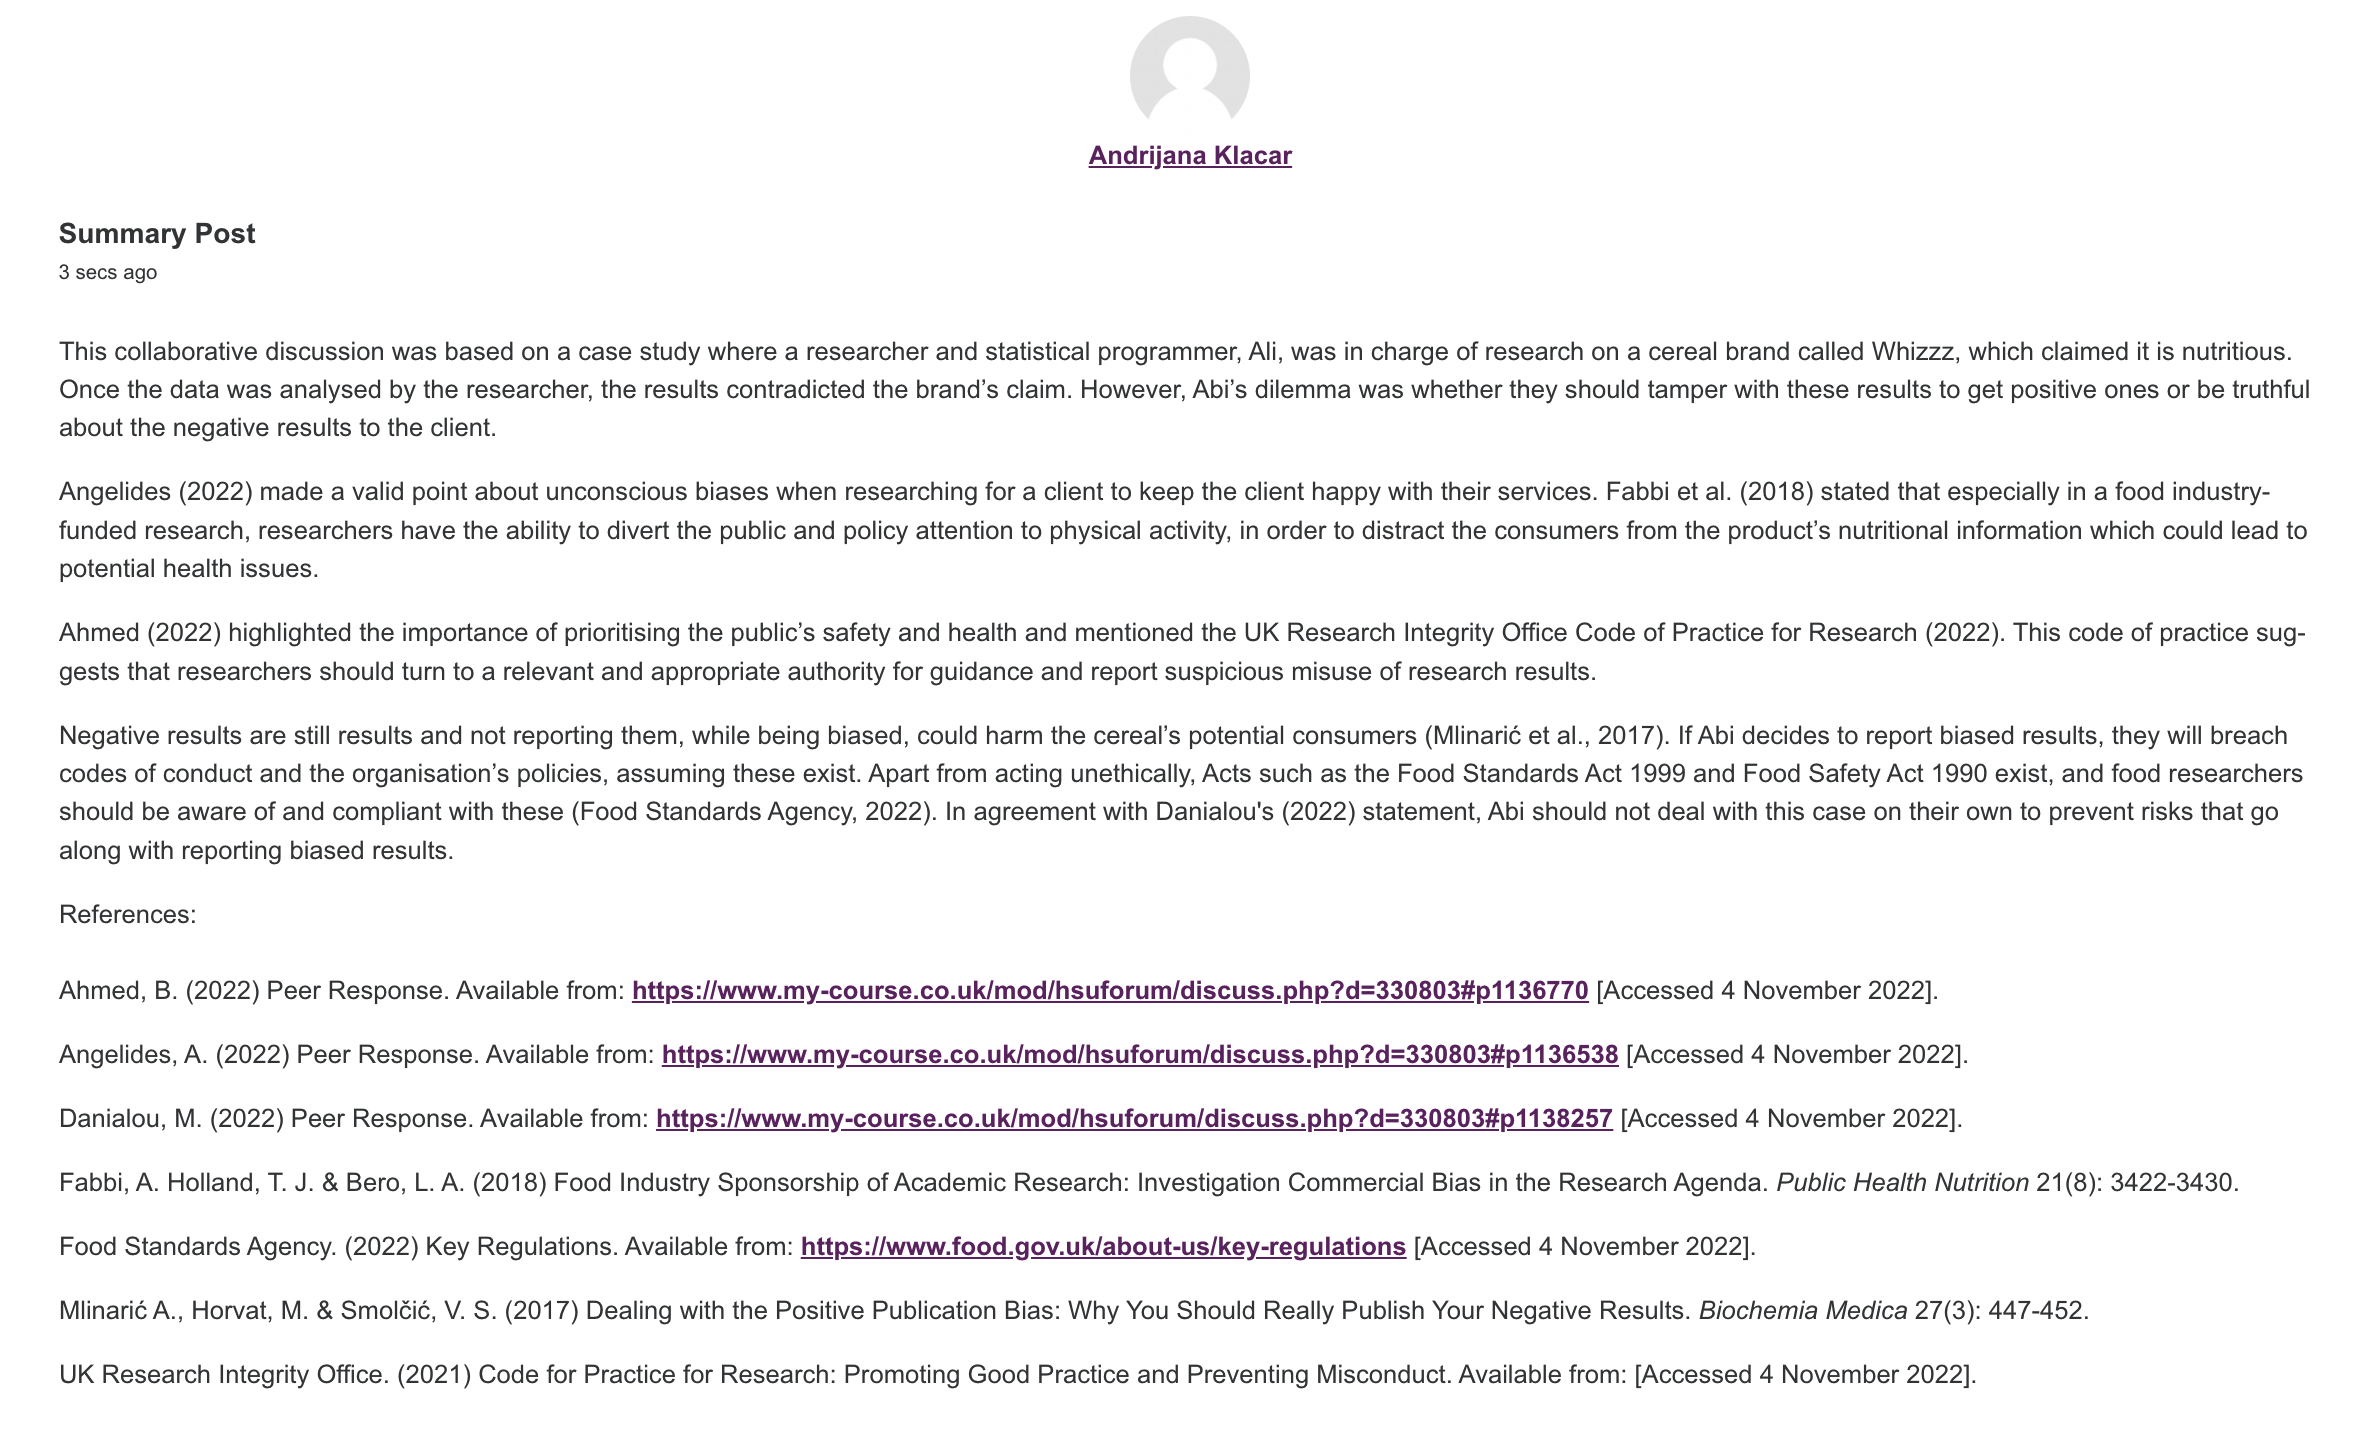 Andrijana Klacar
Summary Post
3 secs ago
This collaborative discussion was based on a case study where a researcher and statistical programmer, Ali, was in charge of research on a cereal brand called Whizzz, which claimed it is nutritious.
Once the data was analysed by the researcher, the results contradicted the brand’s claim. However, Abi’s dilemma was whether they should tamper with these results to get positive ones or be truthful
about the negative results to the client.
Angelides (2022) made a valid point about unconscious biases when researching for a client to keep the client happy with their services. Fabbi et al. (2018) stated that especially in a food industry-
funded research, researchers have the ability to divert the public and policy attention to physical activity, in order to distract the consumers from the product’s nutritional information which could lead to
potential health issues.
Ahmed (2022) highlighted the importance of prioritising the public’s safety and health and mentioned the UK Research Integrity Office Code of Practice for Research (2022). This code of practice sug-
gests that researchers should turn to a relevant and appropriate authority for guidance and report suspicious misuse of research results.
Negative results are still results and not reporting them, while being biased, could harm the cereal’s potential consumers (Mlinarić et al., 2017). If Abi decides to report biased results, they will breach
codes of conduct and the organisation’s policies, assuming these exist. Apart from acting unethically, Acts such as the Food Standards Act 1999 and Food Safety Act 1990 exist, and food researchers
should be aware of and compliant with these (Food Standards Agency, 2022). In agreement with Danialou's (2022) statement, Abi should not deal with this case on their own to prevent risks that go
along with reporting biased results.
References:
Ahmed, B. (2022) Peer Response. Available from: https://www.my-course.co.uk/mod/hsuforum/discuss.php?d=330803#p1136770 [Accessed 4 November 2022].
Angelides, A. (2022) Peer Response. Available from: https://www.my-course.co.uk/mod/hsuforum/discuss.php?d=330803#p1136538 [Accessed 4 November 2022].
Danialou, M. (2022) Peer Response. Available from: https://www.my-course.co.uk/mod/hsuforum/discuss.php?d=330803#p1138257 [Accessed 4 November 2022].
Fabbi, A. Holland, T. J. & Bero, L. A. (2018) Food Industry Sponsorship of Academic Research: Investigation Commercial Bias in the Research Agenda. Public Health Nutrition 21(8): 3422-3430.
Food Standards Agency. (2022) Key Regulations. Available from: https://www.food.gov.uk/about-us/key-regulations [Accessed 4 November 2022].
Mlinarić A., Horvat, M. & Smolčić, V. S. (2017) Dealing with the Positive Publication Bias: Why You Should Really Publish Your Negative Results. Biochemia Medica 27(3): 447-452.
UK Research Integrity Office. (2021) Code for Practice for Research: Promoting Good Practice and Preventing Misconduct. Available from: [Accessed 4 November 2022].